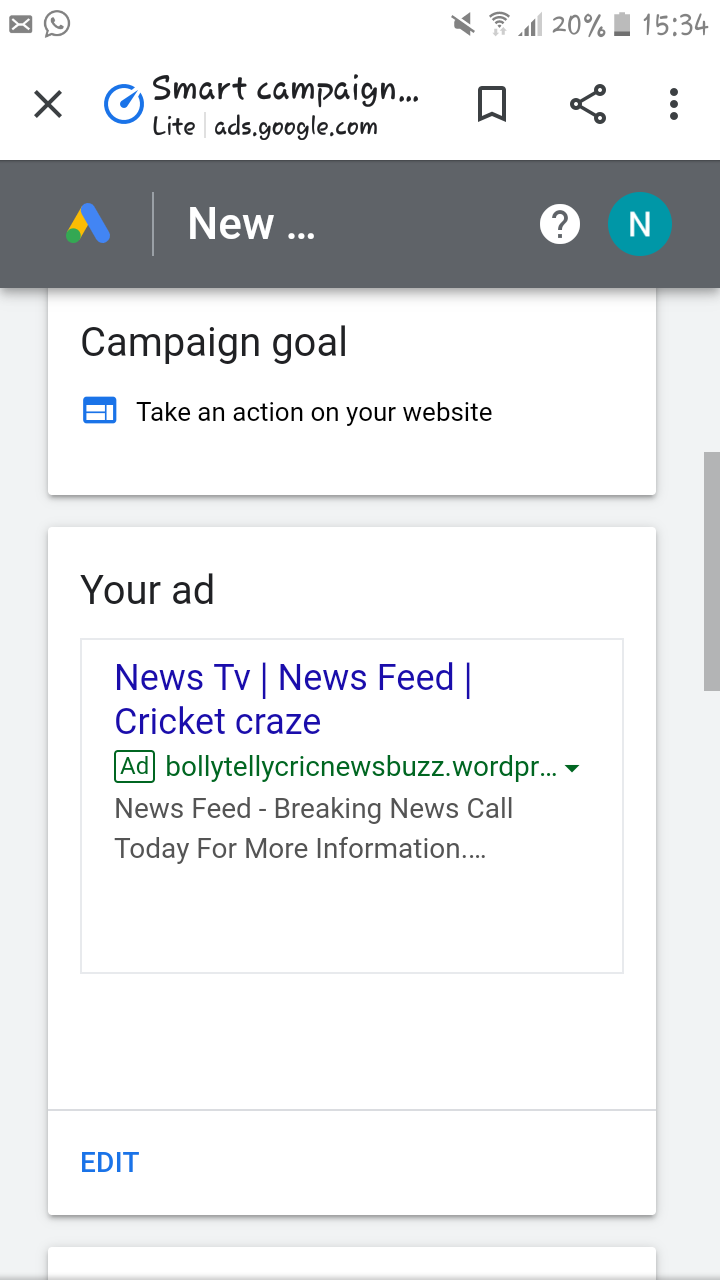 20% 15:34
Smart campaign...
Lite ads.google.com
New ... ? N
Campaign goal
Take an action on your website
Your ad
News Tv | News Feed |
Cricket craze
Ad bollytellycricnewsbuzz.wordpr...
News Feed - Breaking News Call
Today For More Information....
EDIT